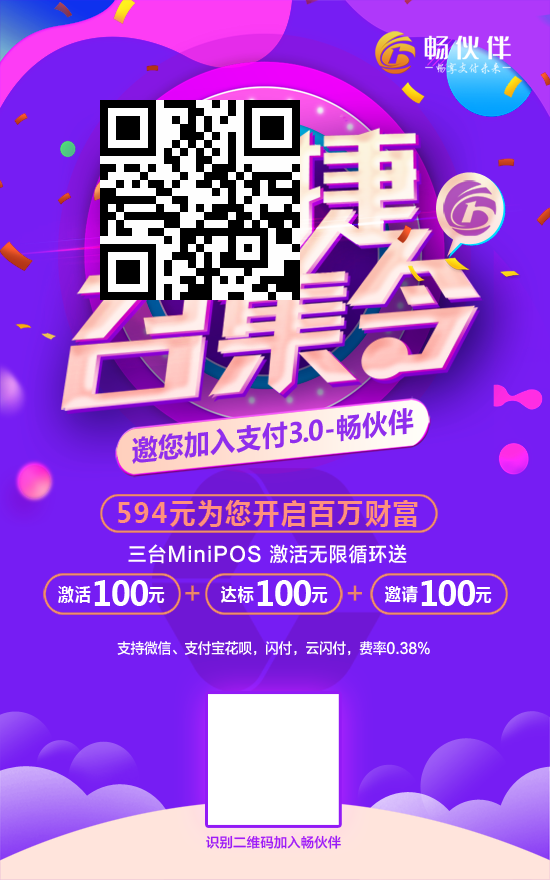 畅伙伴
畅享支付未来
捷
召集令
邀您加入支付3.0-畅伙伴
594元为您开启百万财富
三台MiniPOS 激活无限循环送
激活100元 + 达标100元 + 邀请100元
支持微信、支付宝花呗，闪付，云闪付，费率0.38%
识别二维码加入畅伙伴